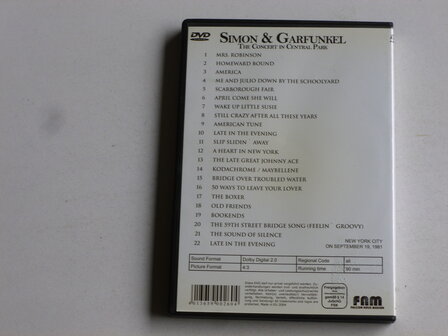 DVD
SIMON & GARFUNKEL
THE CONCERT IN CENTRAL PARK
1 MRS. ROBINSON
2 HOMEWARD BOUND
3 AMERICA
4 ME AND JULIO DOWN BY THE SCHOOLYARD
5 SCARBOROUGH FAIR
6 APRIL COME SHE WILL
7 WAKE UP LITTLE SUSIE
8 STILL CRAZY AFTER ALL THESE YEARS
9 AMERICAN TUNE
10 LATE IN THE EVENING
11 SLIP SLIDIN AWAY
12 A HEART IN NEW YORK
13 THE LATE GREAT JOHNNY ACE
14 KODACHROME / MAYBELLENE
15 BRIDGE OVER TROUBLED WATER
16 50 WAYS TO LEAVE YOUR LOVER
17 THE BOXER
18 OLD FRIENDS
19 BOOKENDS
20 THE 59TH STREET BRIDGE SONG (FEELIN GROOVY)
21 THE SOUND OF SILENCE
22 LATE IN THE EVENING
NEW YORK CITY
ON SEPTEMBER 19, 1981
Sound Format Dolby Digital 2.0 Regional Code all
Picture Format 4:3 Running time 90 min
FNM